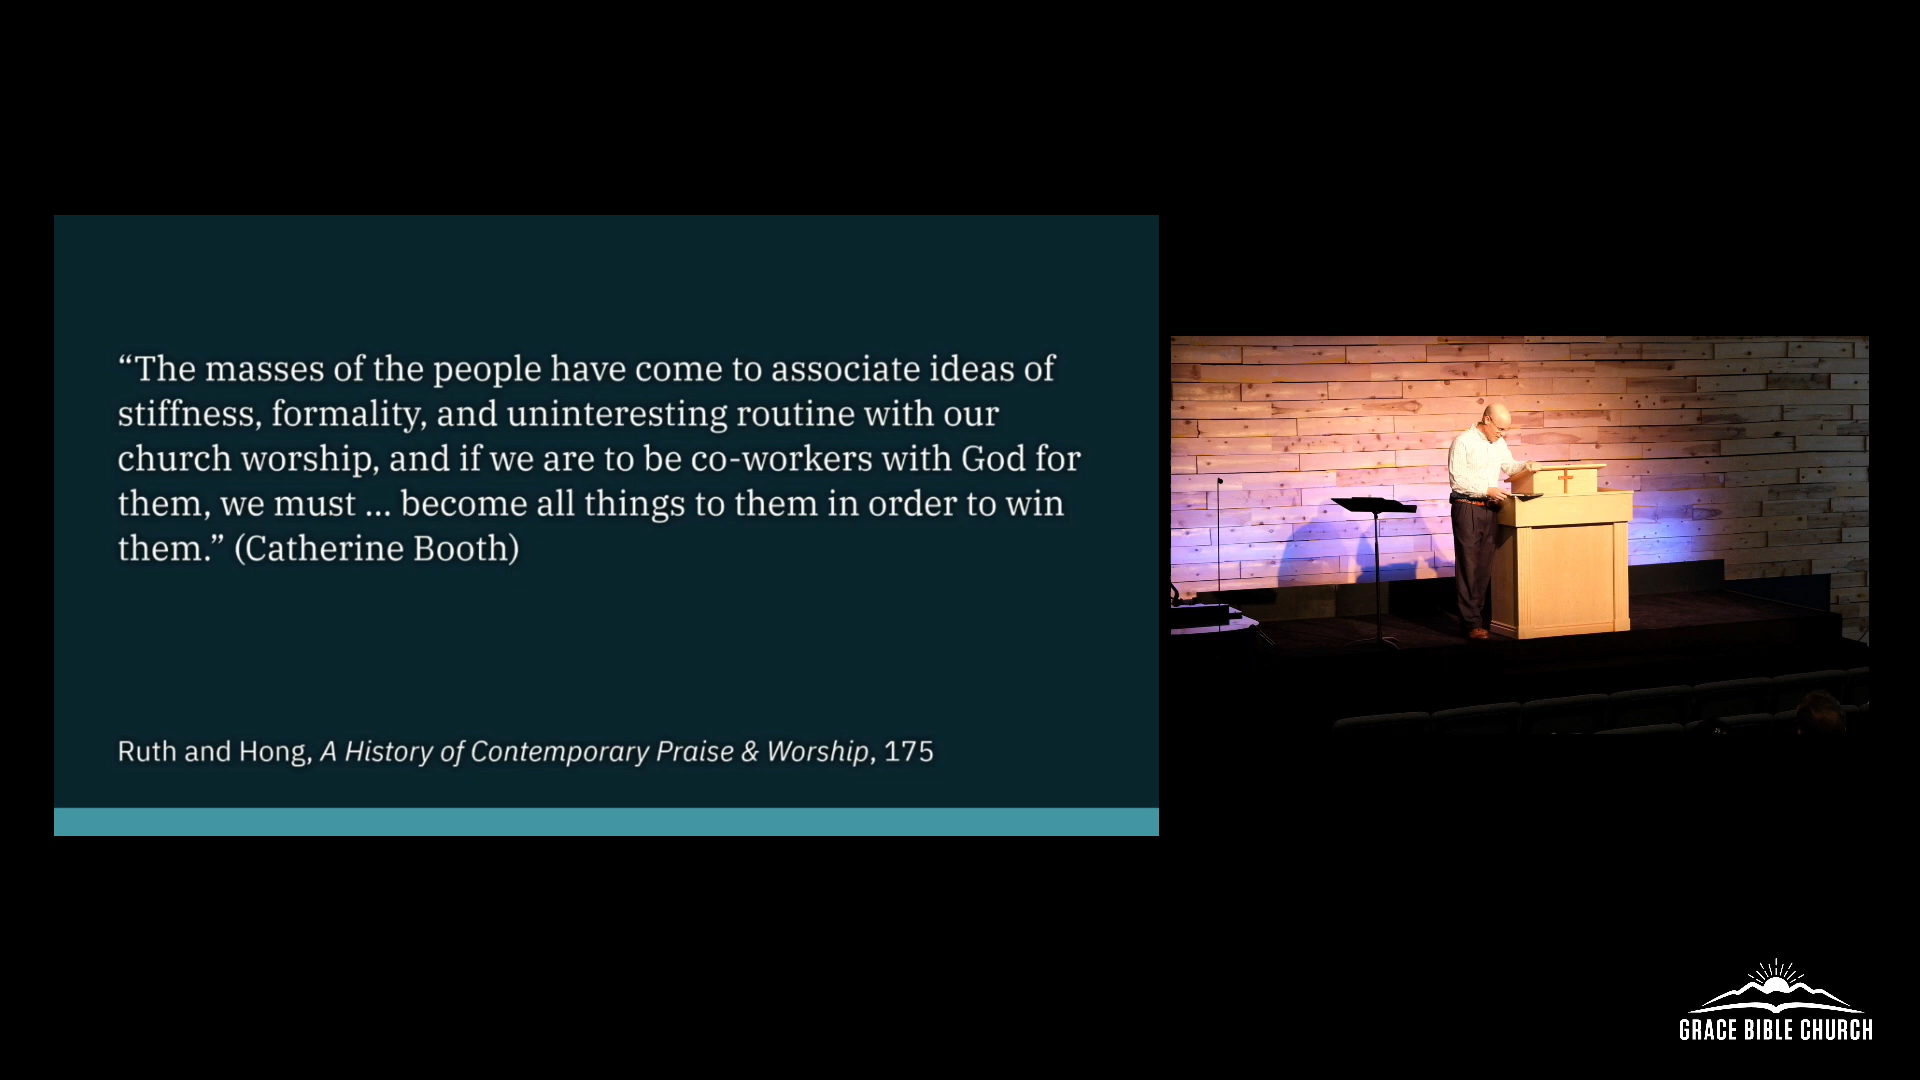 “The masses of the people have come to associate ideas of
stiffness, formality, and uninteresting routine with our
church worship, and if we are to be co-workers with God for
them, we must ... become all things to them in order to win
them.” (Catherine Booth)
Ruth and Hong, A History of Contemporary Praise & Worship, 175
GRACE BIBLE CHURCH